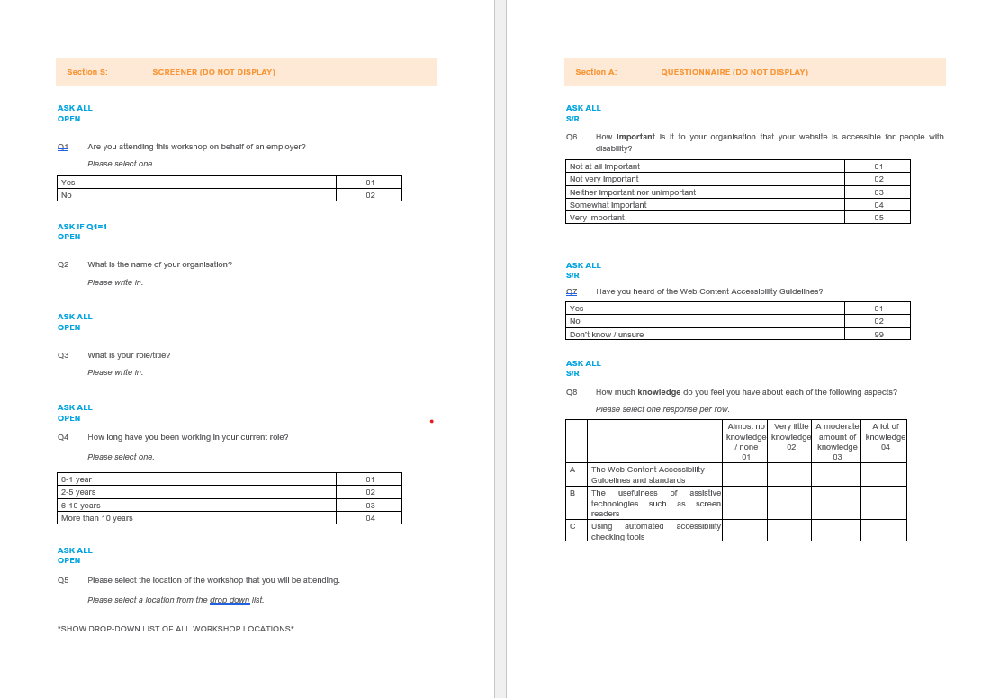 Section S: SCREENER (DO NOT DISPLAY)
ASK ALL
OPEN
Q1 Are you attending this workshop on behalf of an employer?
Please select one.
Yes 01
No 02
ASK IF Q1=1
OPEN
Q2 What is the name of your organisation?
Please write in.
ASK ALL
OPEN
Q3 What is your role/title?
Please write in.
ASK ALL
OPEN
Q4 How long have you been working in your current role?
Please select one.
0-1 year 01
2-5 years 02
6-10 years 03
More than 10 years 04
ASK ALL
OPEN
Q5 Please select the location of the workshop that you will be attending.
Please select a location from the drop down list.
*SHOW DROP-DOWN LIST OF ALL WORKSHOP LOCATIONS*
Section A: QUESTIONNAIRE (DO NOT DISPLAY)
ASK ALL
S/R
Q6 How important is it to your organisation that your website is accessible for people with
disability?
Not at all important 01
Not very important 02
Neither important nor unimportant 03
Somewhat important 04
Very important 05
ASK ALL
S/R
Q7 Have you heard of the Web Content Accessibility Guidelines?
Yes 01
No 02
Don't know / unsure 99
ASK ALL
S/R
Q8 How much knowledge do you feel you have about each of the following aspects?
Please select one response per row.
Almost no Very little A moderate A lot of
knowledge knowledge amount of knowledge
/ none 02 knowledge 04
01 03
A The Web Content Accessibility
Guidelines and standards
B The usefulness of assistive
technologies such as screen
readers
C Using automated accessibility
checking tools